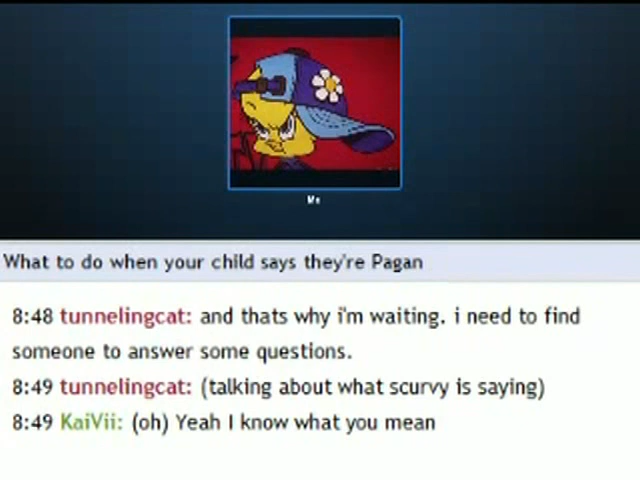 Me
What to do when your child says they're Pagan
8:48 tunnelingcat: and thats why i'm waiting. i need to find
someone to answer some questions.
8:49 tunnelingcat: (talking about what scurvy is saying)
8:49 KaiVii: (oh) Yeah I know what you mean